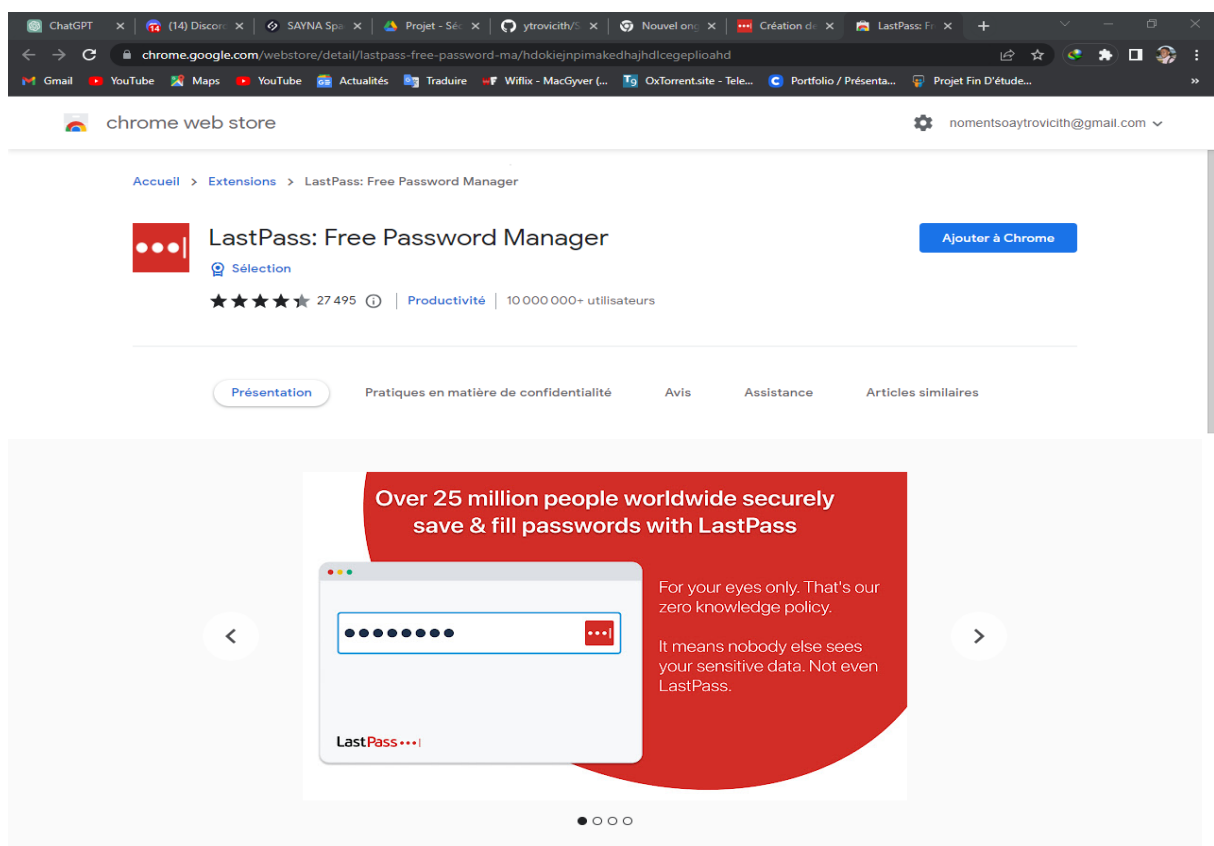 ChatGPT
(14) Discord
SAYNA Spa
Projet - Séc
ytrovicith/S
Nouvel ong
Création de
LastPass: Fr
chrome.google.com/webstore/detail/lastpass-free-password-ma/hdokiejnpimakedhajhdlcegeplioahd
Gmail
YouTube
Maps
YouTube
Actualités
Traduire
Wiflix - MacGyver (...
OxTorrent.site - Tele...
Portfolio / Présenta...
Projet Fin D'étude...
»
chrome web store
nomentsoaytrovicith@gmail.com
Accueil > Extensions > LastPass: Free Password Manager
LastPass: Free Password Manager
Ajouter à Chrome
Sélection
27 495
Productivité
10 000 000+ utilisateurs
Présentation
Pratiques en matière de confidentialité
Avis
Assistance
Articles similaires
Over 25 million people worldwide securely
save & fill passwords with LastPass
For your eyes only. That's our
zero knowledge policy.
It means nobody else sees
your sensitive data. Not even
LastPass.
LastPass